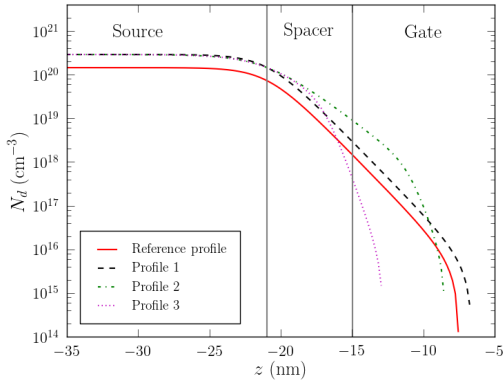 Source Spacer Gate
10^21
10^20
10^19
10^18
10^17
10^16
10^15
10^14
N_d (cm^−3)
Reference profile
Profile 1
Profile 2
Profile 3
−35 −30 −25 −20 −15 −10 −5
z (nm)